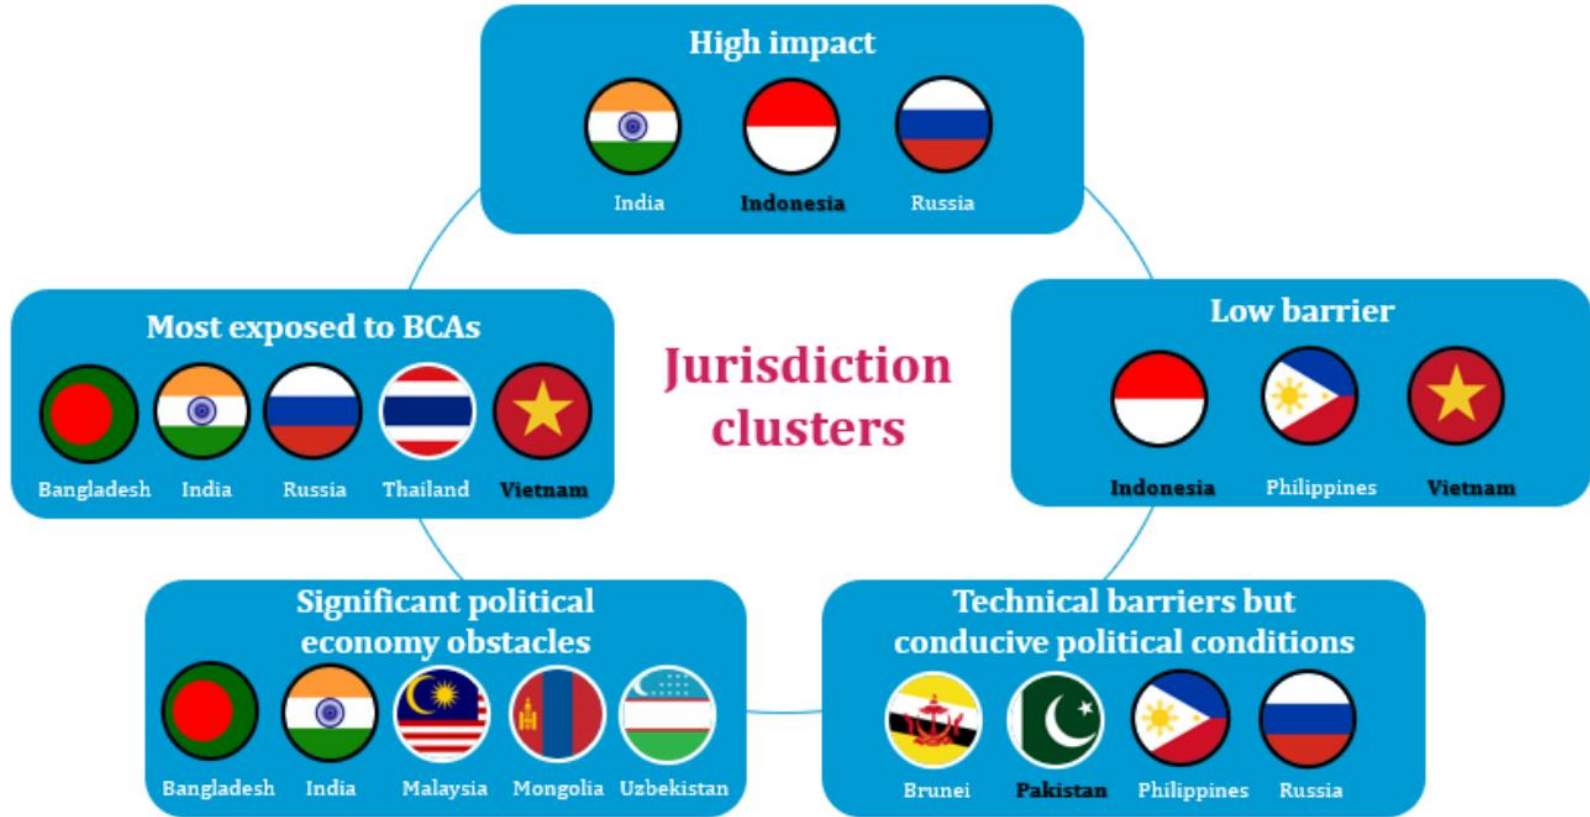 High impact
India Indonesia Russia
Most exposed to BCAs
Bangladesh India Russia Thailand Vietnam
Jurisdiction
clusters
Low barrier
Indonesia Philippines Vietnam
Significant political
economy obstacles
Bangladesh India Malaysia Mongolia Uzbekistan
Technical barriers but
conducive political conditions
Brunei Pakistan Philippines Russia